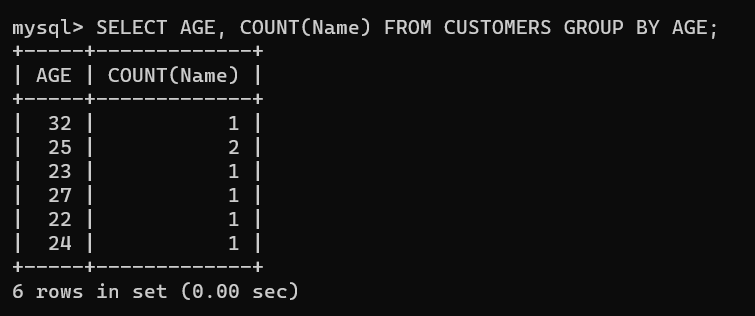 mysql> SELECT AGE, COUNT(Name) FROM CUSTOMERS GROUP BY AGE;
+-----+-------------+
| AGE | COUNT(Name) |
+-----+-------------+
|  32 |           1 |
|  25 |           2 |
|  23 |           1 |
|  27 |           1 |
|  22 |           1 |
|  24 |           1 |
+-----+-------------+
6 rows in set (0.00 sec)